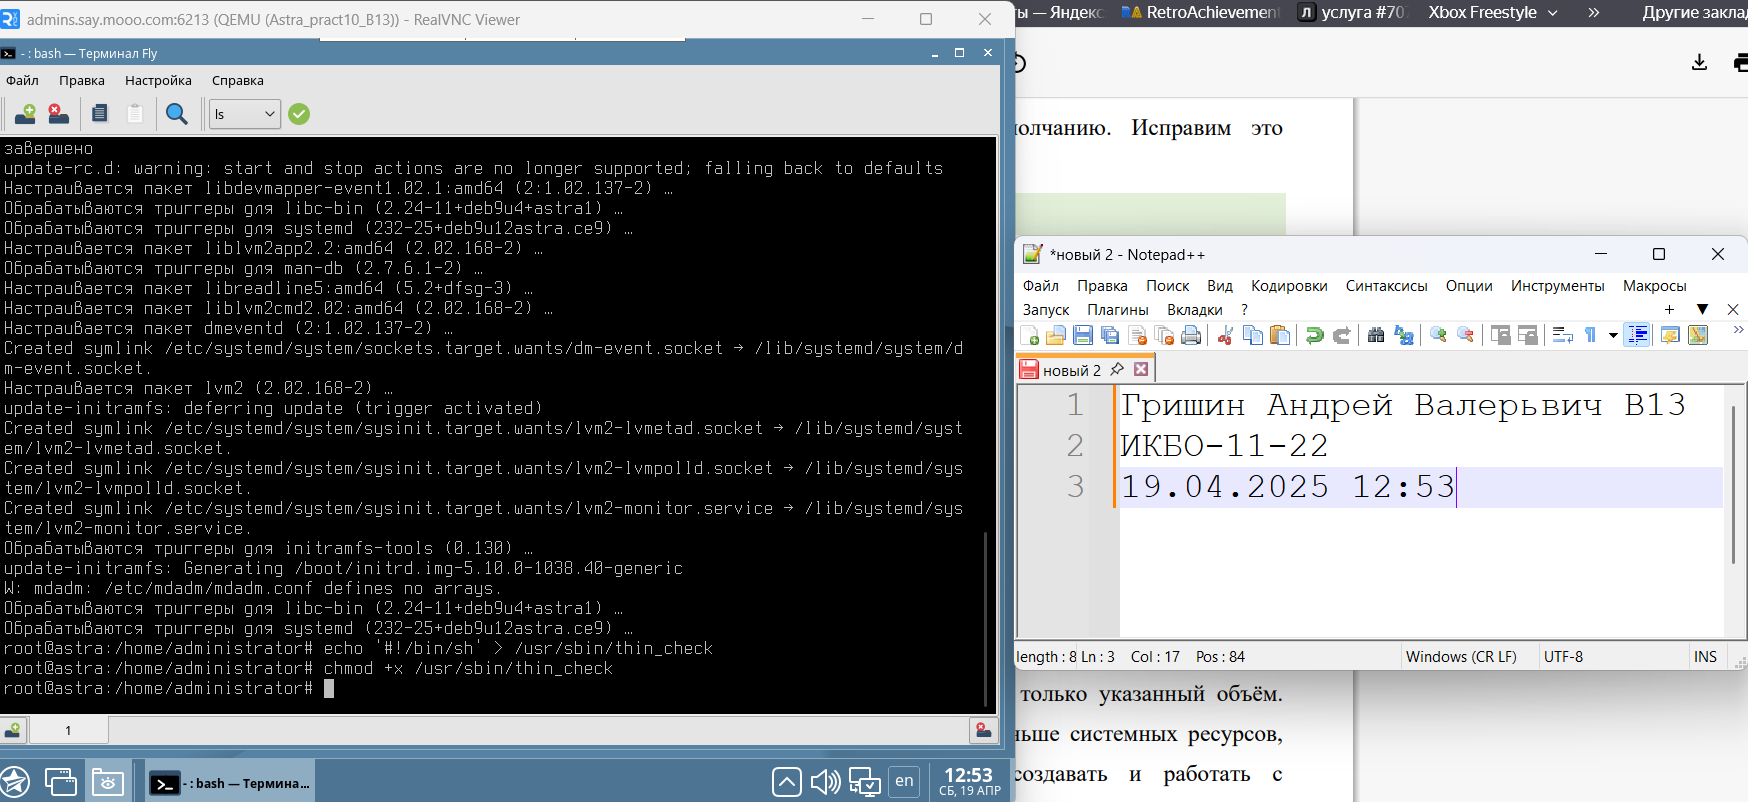 admins.say.mooo.com:6213 (QEMU (Astra_pract10_B13)) - RealVNC Viewer
- : bash — Терминал Fly
Файл Правка Настройка Справка
ls
завершено
update-rc.d: warning: start and stop actions are no longer supported; falling back to defaults
Настраивается пакет libdevmapper-event1.02.1:amd64 (2:1.02.137-2) …
Обрабатываются триггеры для libc-bin (2.24-11+deb9u4+astra1) …
Обрабатываются триггеры для systemd (232-25+deb9u12astra.ce9) …
Настраивается пакет liblvm2app2.2:amd64 (2.02.168-2) …
Обрабатываются триггеры для man-db (2.7.6.1-2) …
Настраивается пакет libreadline5:amd64 (5.2+dfsg-3) …
Настраивается пакет liblvm2cmd2.02:amd64 (2.02.168-2) …
Настраивается пакет dmeventd (2:1.02.137-2) …
Created symlink /etc/systemd/system/sockets.target.wants/dm-event.socket → /lib/systemd/system/d
m-event.socket.
Настраивается пакет lvm2 (2.02.168-2) …
update-initramfs: deferring update (trigger activated)
Created symlink /etc/systemd/system/sysinit.target.wants/lvm2-lvmetad.socket → /lib/systemd/syst
em/lvm2-lvmetad.socket.
Created symlink /etc/systemd/system/sysinit.target.wants/lvm2-lvmpolld.socket → /lib/systemd/sys
tem/lvm2-lvmpolld.socket.
Created symlink /etc/systemd/system/sysinit.target.wants/lvm2-monitor.service → /lib/systemd/sys
tem/lvm2-monitor.service.
Обрабатываются триггеры для initramfs-tools (0.130) …
update-initramfs: Generating /boot/initrd.img-5.10.0-1038.40-generic
W: mdadm: /etc/mdadm/mdadm.conf defines no arrays.
Обрабатываются триггеры для libc-bin (2.24-11+deb9u4+astra1) …
Обрабатываются триггеры для systemd (232-25+deb9u12astra.ce9) …
root@astra:/home/administrator# echo '#!/bin/sh' > /usr/sbin/thin_check
root@astra:/home/administrator# chmod +x /usr/sbin/thin_check
root@astra:/home/administrator#
1
- : bash — Термина...
en
12:53
СБ, 19 АПР
ты — Яндекс RetroAchievement услуга #707 Xbox Freestyle » Другие заклад
олчанию. Исправим это
*новый 2 - Notepad++
Файл Правка Поиск Вид Кодировки Синтаксисы Опции Инструменты Макросы
Запуск Плагины Вкладки ?
новый 2
1 Гришин Андрей Валерьвич B13
2 ИКБО-11-22
3 19.04.2025 12:53
length : 8 Ln : 3 Col : 17 Pos : 84 Windows (CR LF) UTF-8 INS
только указанный объём.
ньше системных ресурсов,
создавать и работать с